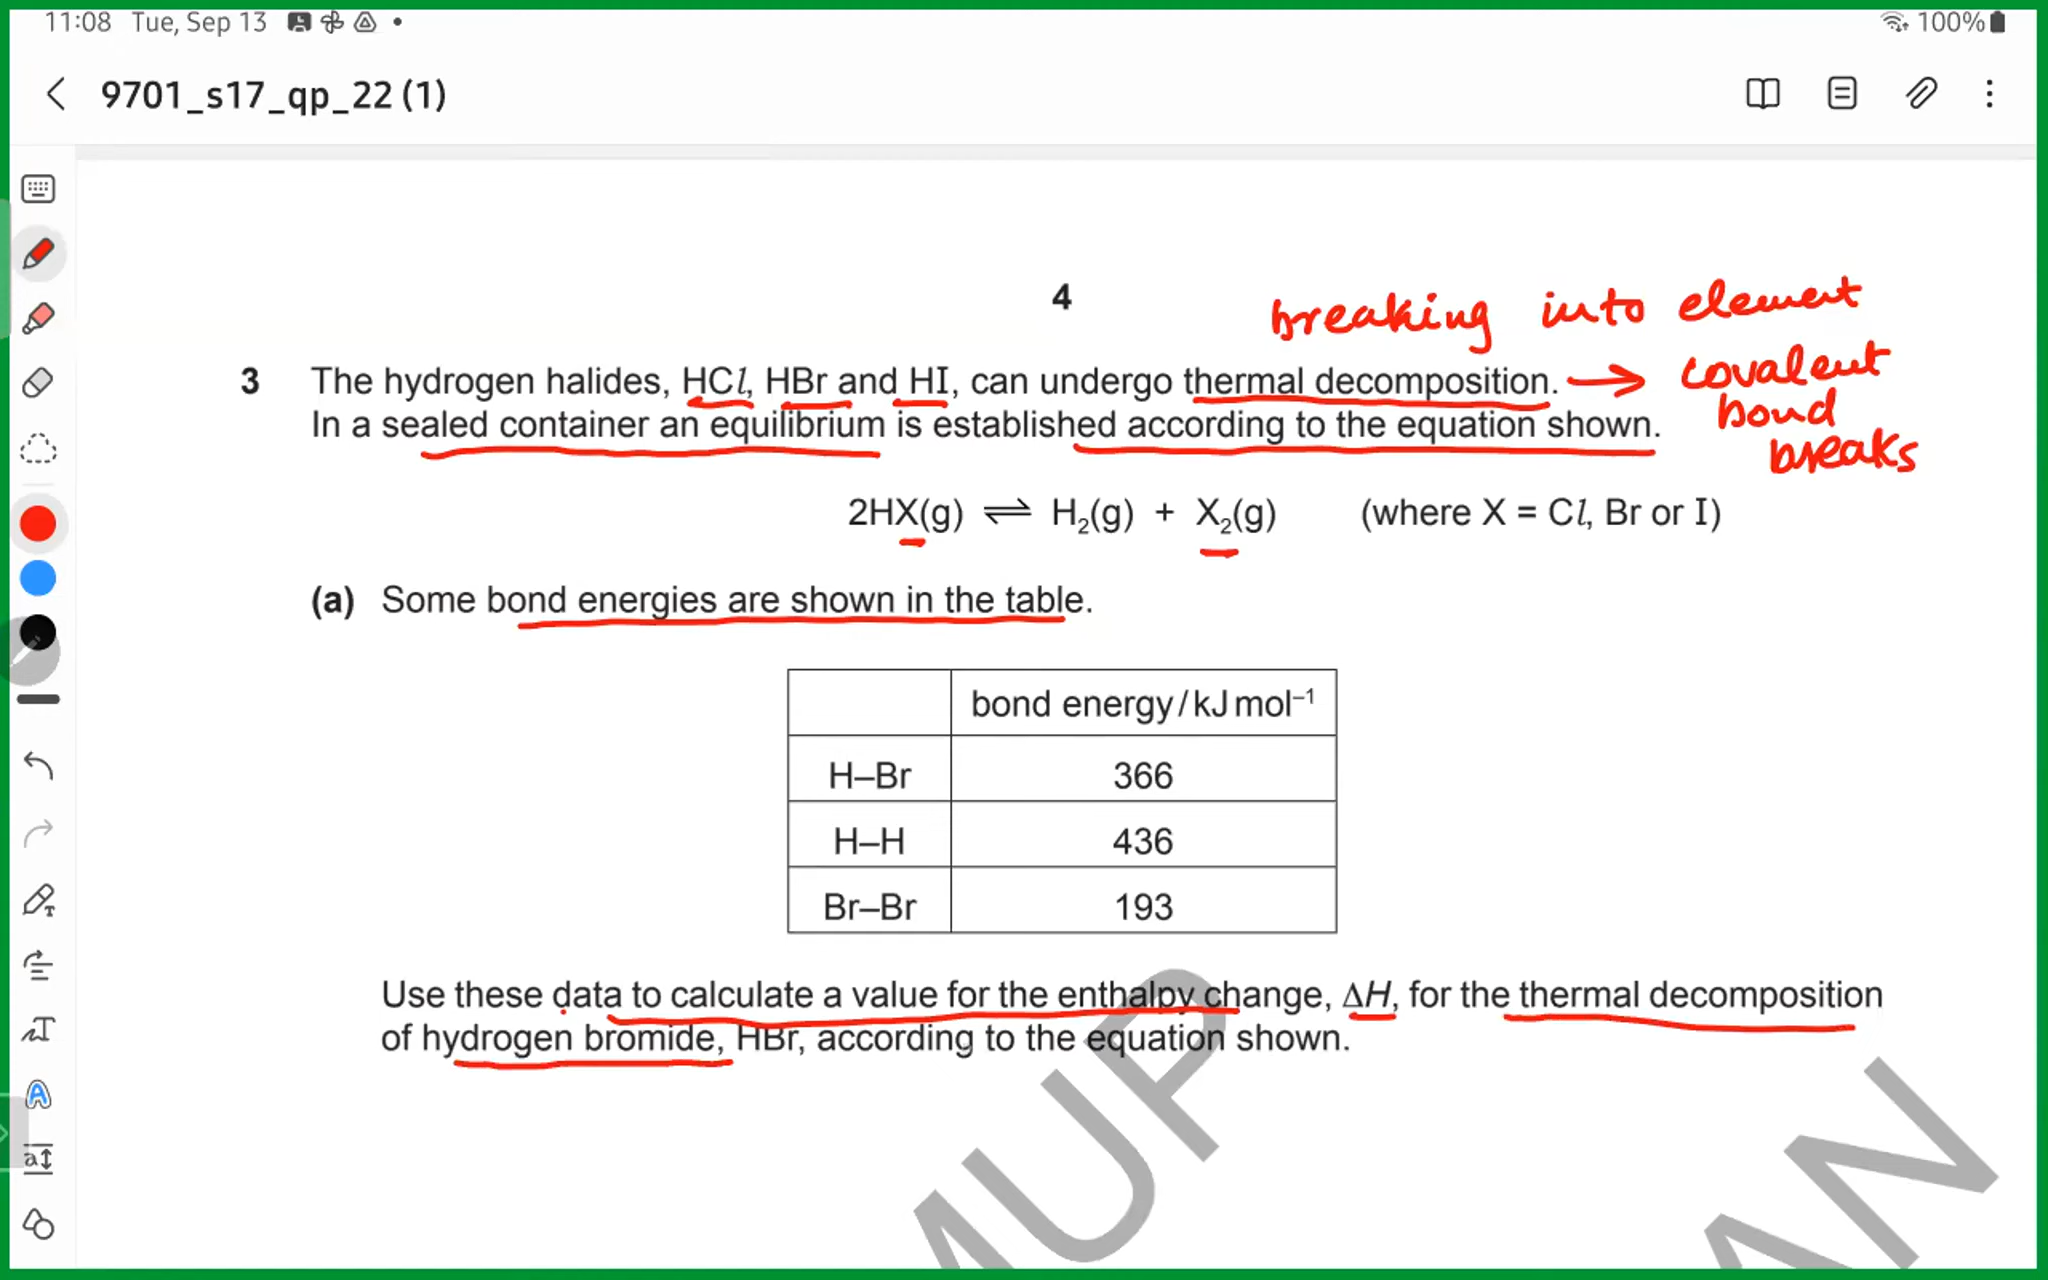 11:08 Tue, Sep 13
100%
9701_s17_qp_22 (1)
4
breaking into element
3 The hydrogen halides, HCl, HBr and HI, can undergo thermal decomposition. → covalent
bond
breaks
In a sealed container an equilibrium is established according to the equation shown.
2HX(g) ⇌ H₂(g) + X₂(g) (where X = Cl, Br or I)
(a) Some bond energies are shown in the table.
bond energy / kJ mol⁻¹
H–Br 366
H–H 436
Br–Br 193
Use these data to calculate a value for the enthalpy change, ΔH, for the thermal decomposition
of hydrogen bromide, HBr, according to the equation shown.